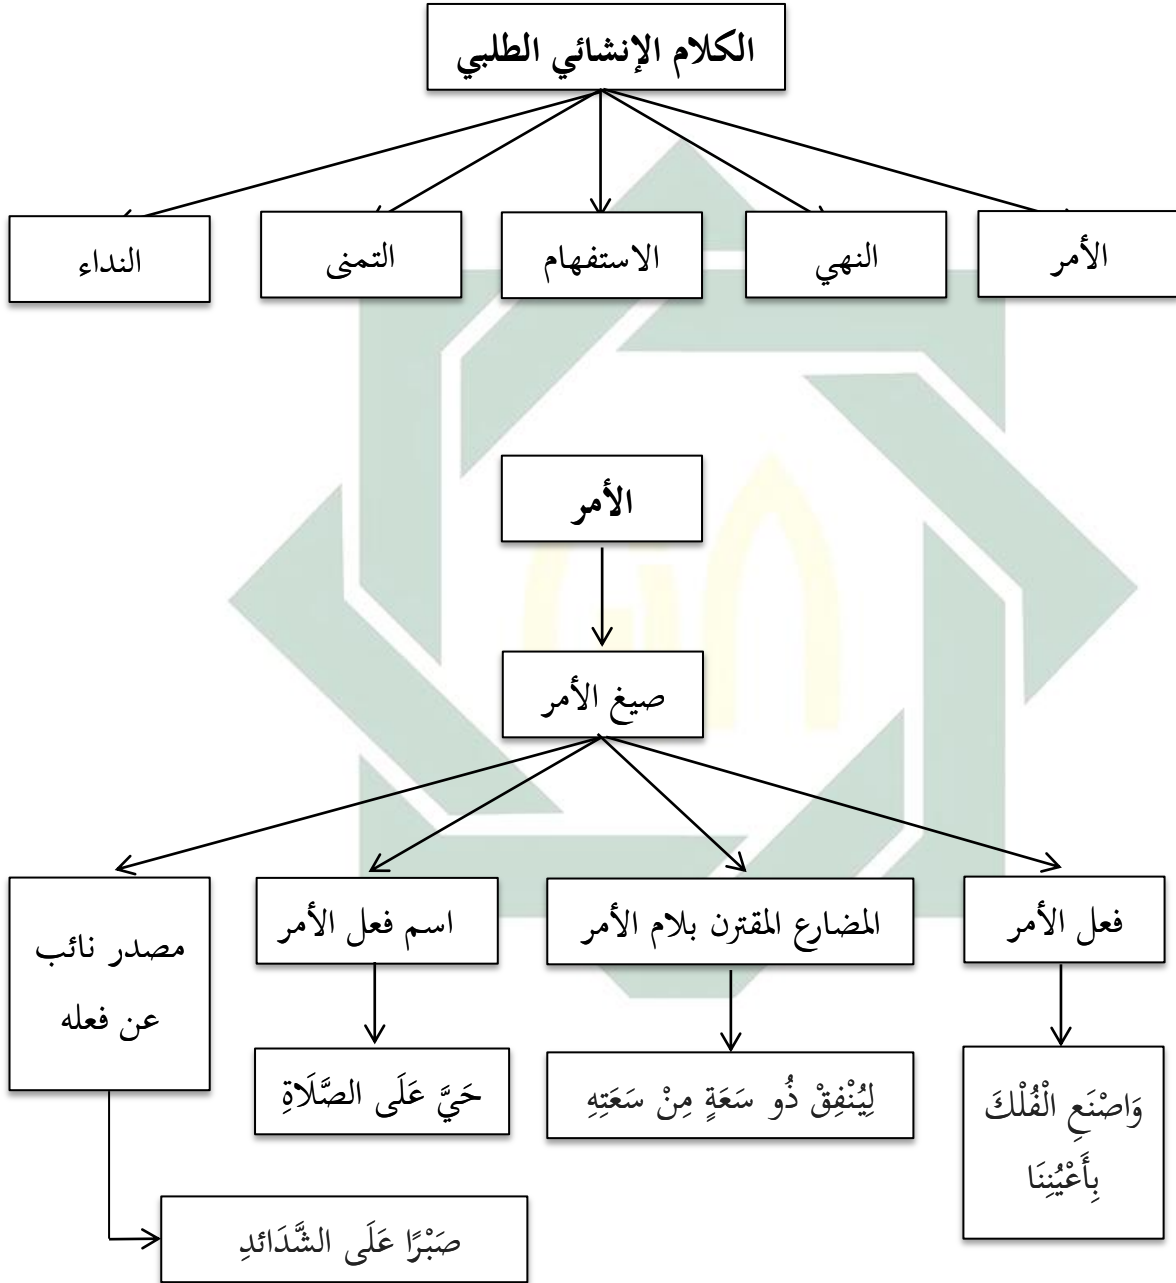 الكلام الإنشائي الطلبي
الأمر
النهي
الاستفهام
التمنى
النداء
الأمر
صيغ الأمر
فعل الأمر
المضارع المقترن بلام الأمر
اسم فعل الأمر
مصدر نائب
عن فعله
وَاصْنَعِ الْفُلْكَ
بِأَعْيُنِنَا
لِيُنْفِقْ ذُو سَعَةٍ مِنْ سَعَتِهِ
حَيَّ عَلَى الصَّلَاةِ
صَبْرًا عَلَى الشَّدَائدِ